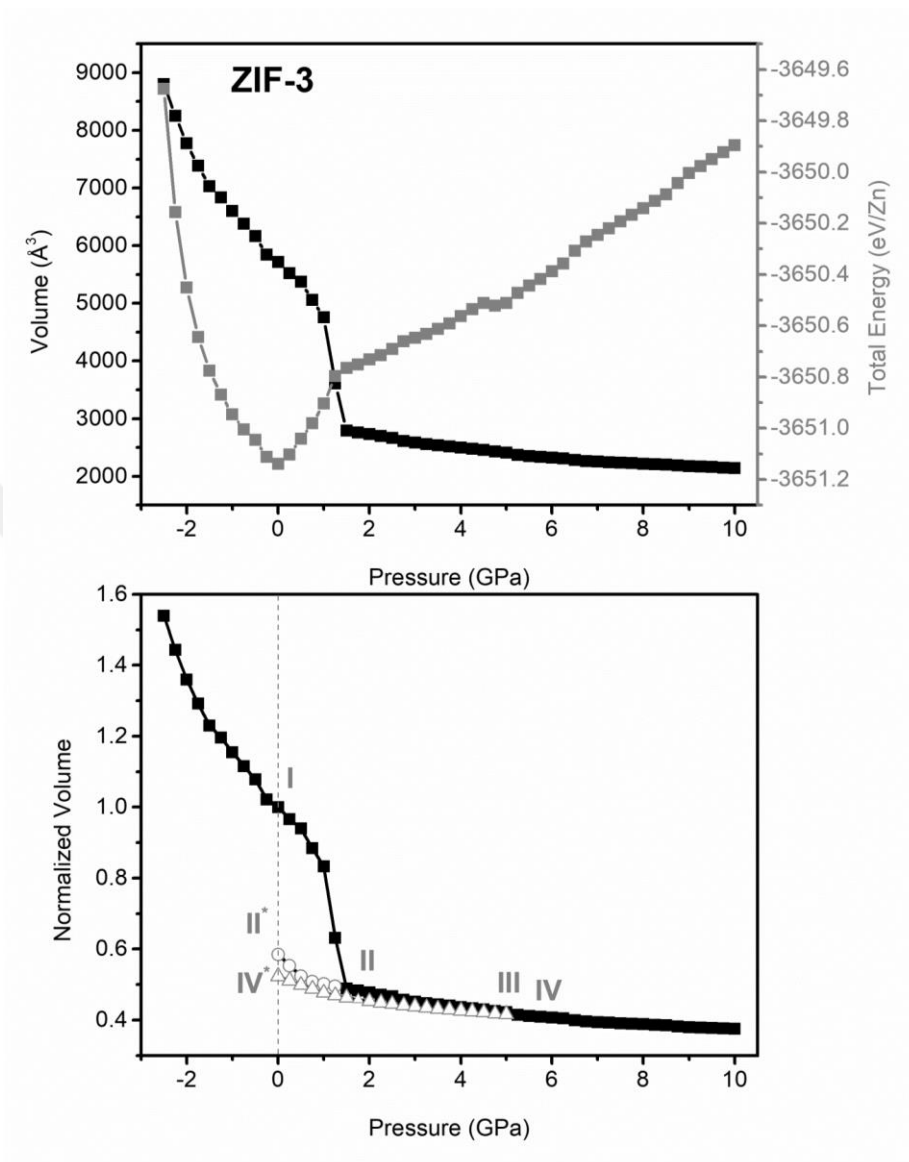 ZIF-3
9000
8000
7000
6000
5000
4000
3000
2000
Volume (Å³)
-3649.6
-3649.8
-3650.0
-3650.2
-3650.4
-3650.6
-3650.8
-3651.0
-3651.2
Total Energy (eV/Zn)
-2 0 2 4 6 8 10
Pressure (GPa)
1.6
1.4
1.2
1.0
0.8
0.6
0.4
Normalized Volume
I
II*
II
IV*
III IV
-2 0 2 4 6 8 10
Pressure (GPa)